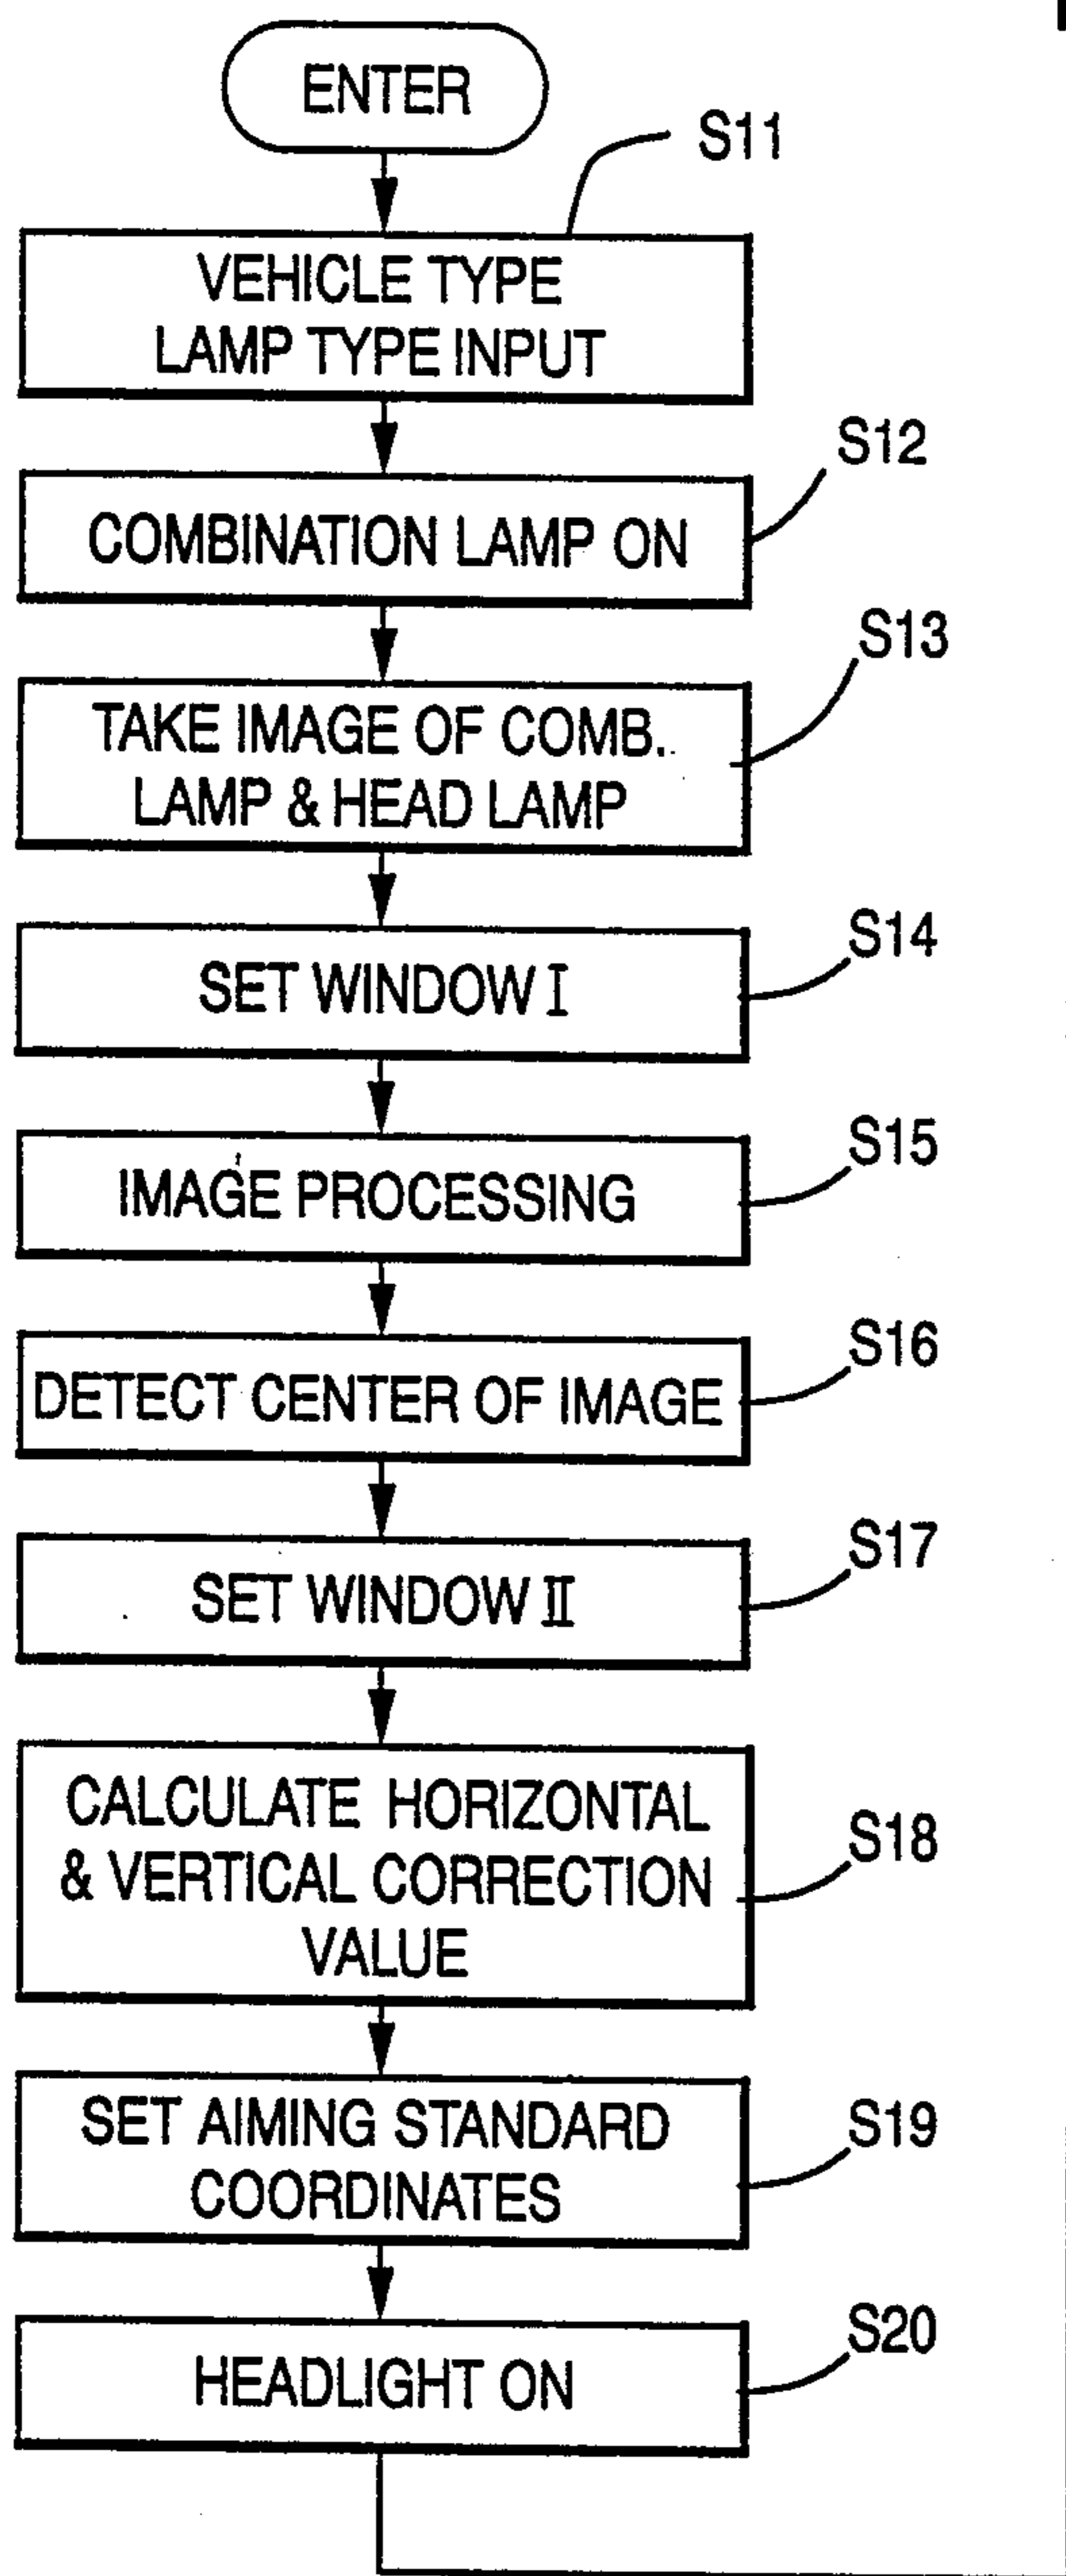 ENTER
S11
VEHICLE TYPE
LAMP TYPE INPUT
S12
COMBINATION LAMP ON
S13
TAKE IMAGE OF COMB.
LAMP & HEAD LAMP
S14
SET WINDOW I
S15
IMAGE PROCESSING
S16
DETECT CENTER OF IMAGE
S17
SET WINDOW II
CALCULATE HORIZONTAL
S18
& VERTICAL CORRECTION
VALUE
SET AIMING STANDARD
S19
COORDINATES
S20
HEADLIGHT ON